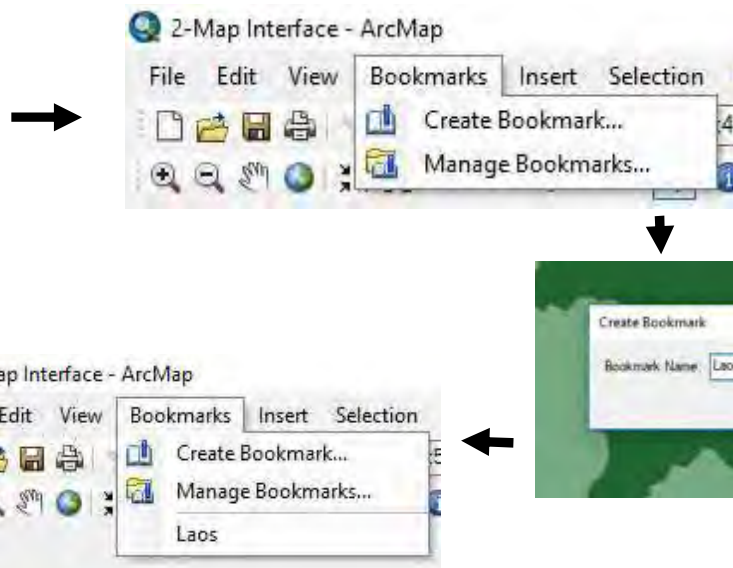 2-Map Interface - ArcMap
File Edit View Bookmarks Insert Selection
Create Bookmark...
Manage Bookmarks...
Create Bookmark
Bookmark Name
Interface - ArcMap
Edit View Bookmarks Insert Selection
Create Bookmark...
Manage Bookmarks...
Laos